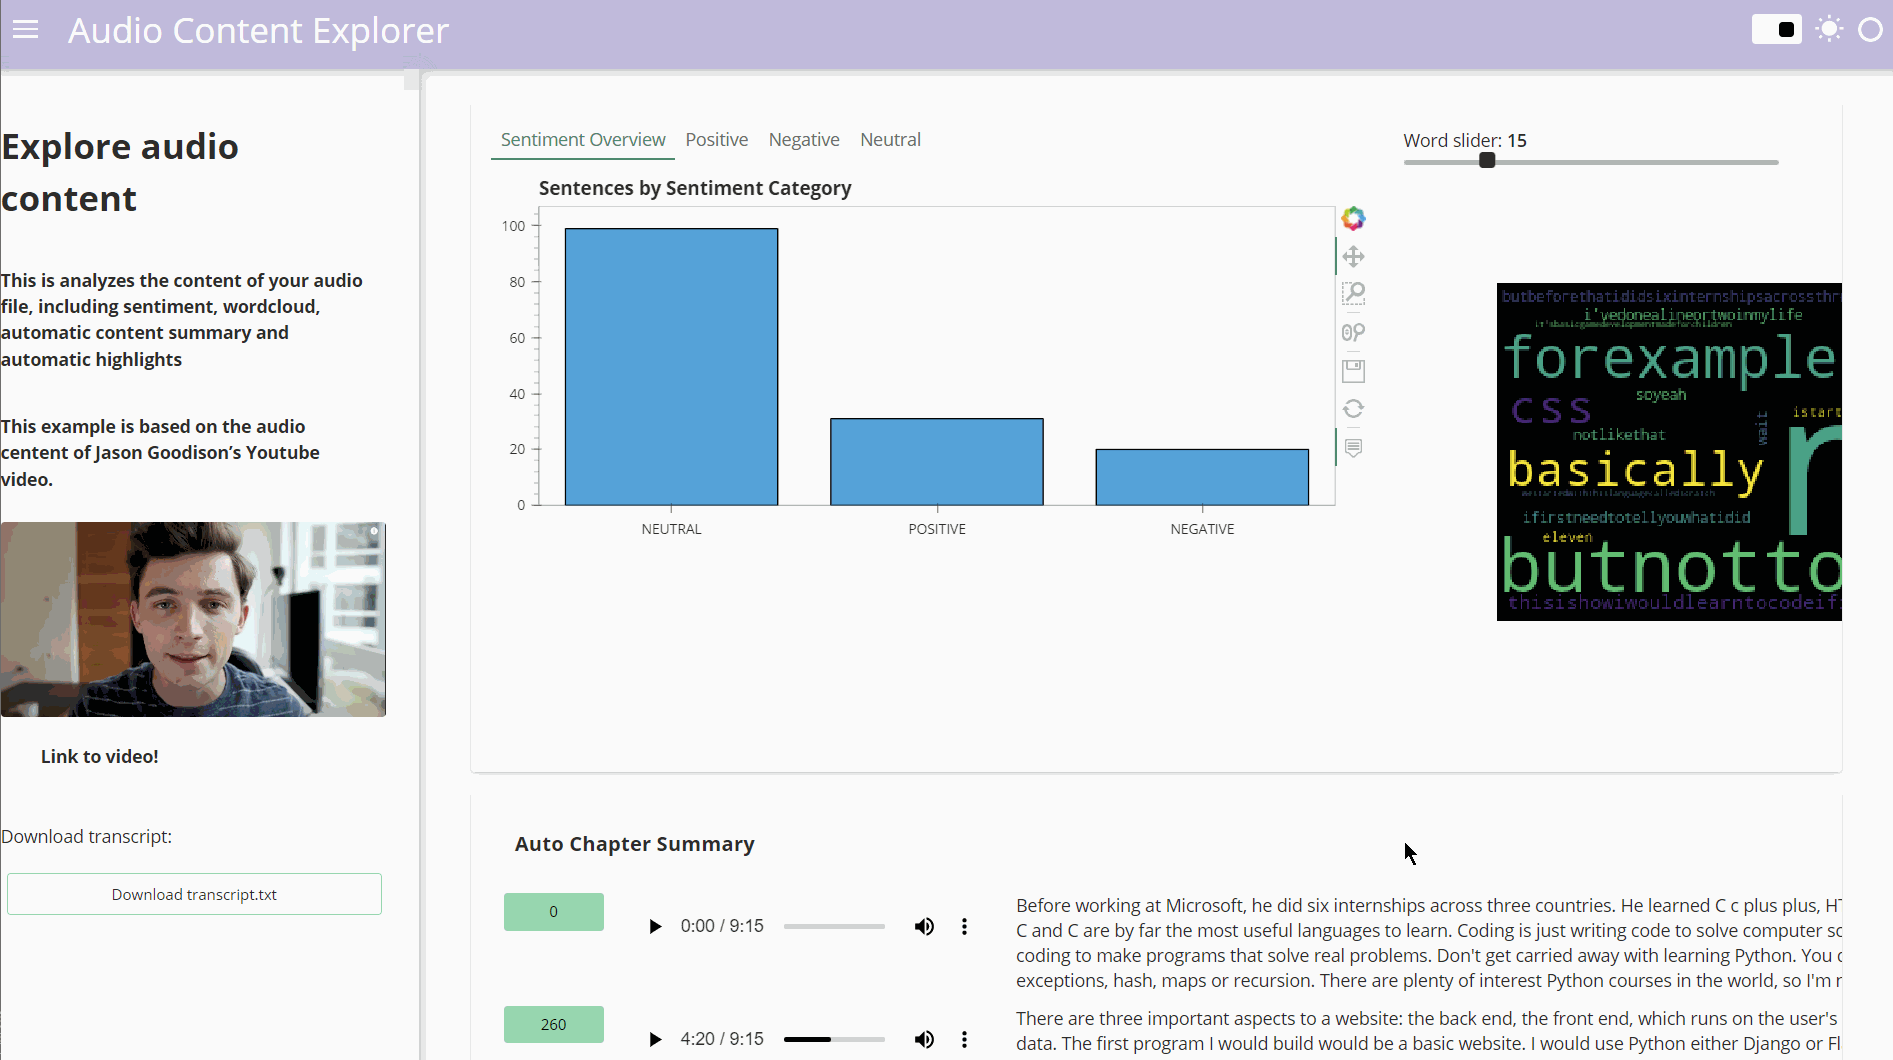 Audio Content Explorer
Explore audio
content
This is analyzes the content of your audio
file, including sentiment, wordcloud,
automatic content summary and
automatic highlights
This example is based on the audio
centent of Jason Goodison’s Youtube
video.
Link to video!
Download transcript:
Download transcript.txt
Sentiment Overview Positive Negative Neutral
Sentences by Sentiment Category
100
80
60
40
20
0
NEUTRAL POSITIVE NEGATIVE
Word slider: 15
butbeforethatididsixinternshipsacrossthr
i'vedonealineortwoinmylife
it'sbasicgamedevelopmentmadeforchildren
forexample
soyeah
css
istart
wait
notlikethat
basically
ifirstneedtotellyouwhatidid
eleven
butnotto
thisishowiwouldlearntocodeif
Auto Chapter Summary
0
0:00 / 9:15
Before working at Microsoft, he did six internships across three countries. He learned C c plus plus, HT
C and C are by far the most useful languages to learn. Coding is just writing code to solve computer sc
coding to make programs that solve real problems. Don't get carried away with learning Python. You
exceptions, hash, maps or recursion. There are plenty of interest Python courses in the world, so I'm
260
4:20 / 9:15
There are three important aspects to a website: the back end, the front end, which runs on the user's
data. The first program I would build would be a basic website. I would use Python either Django or Fl